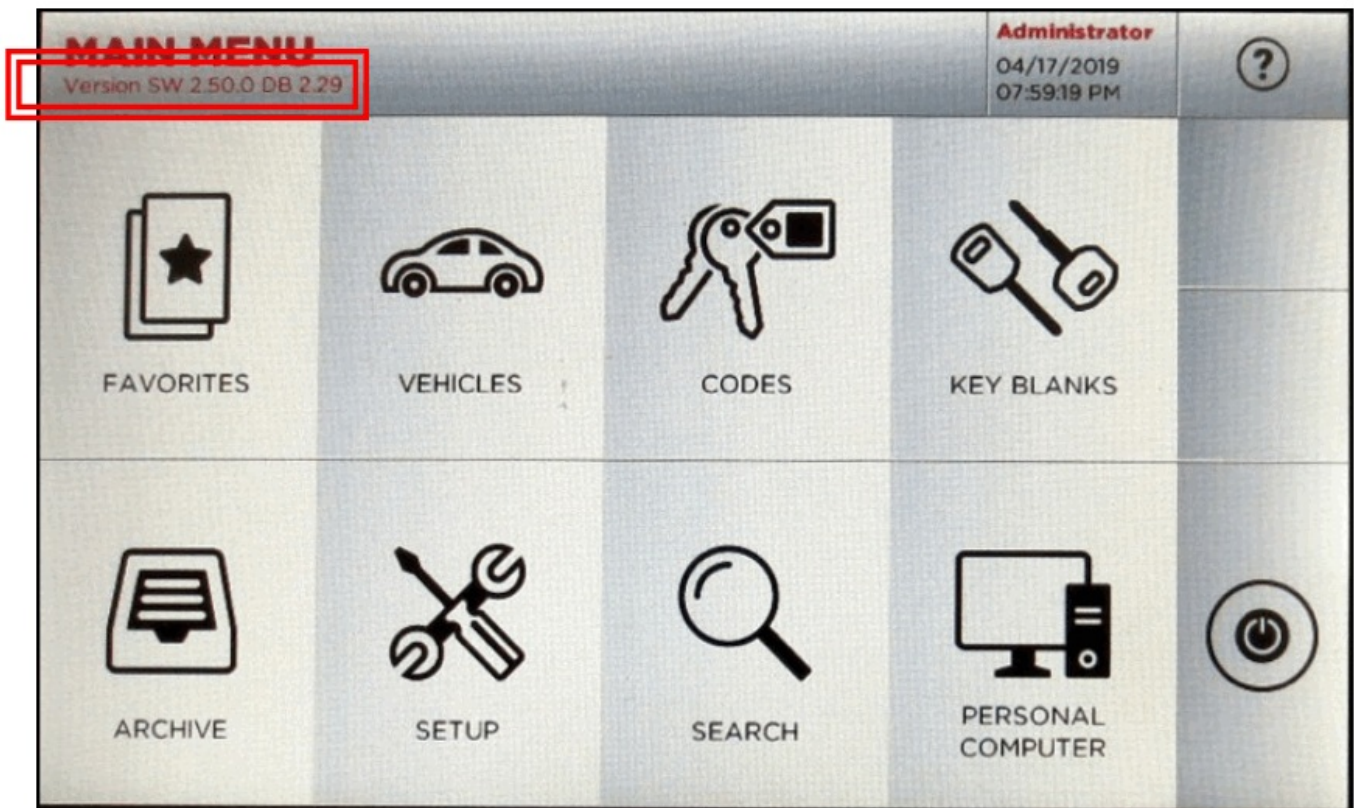 MAIN MENU
Version SW 2.50.0 DB 2.29
Administrator
04/17/2019
07:59:19 PM
?
FAVORITES
VEHICLES
CODES
KEY BLANKS
ARCHIVE
SETUP
SEARCH
PERSONAL
COMPUTER